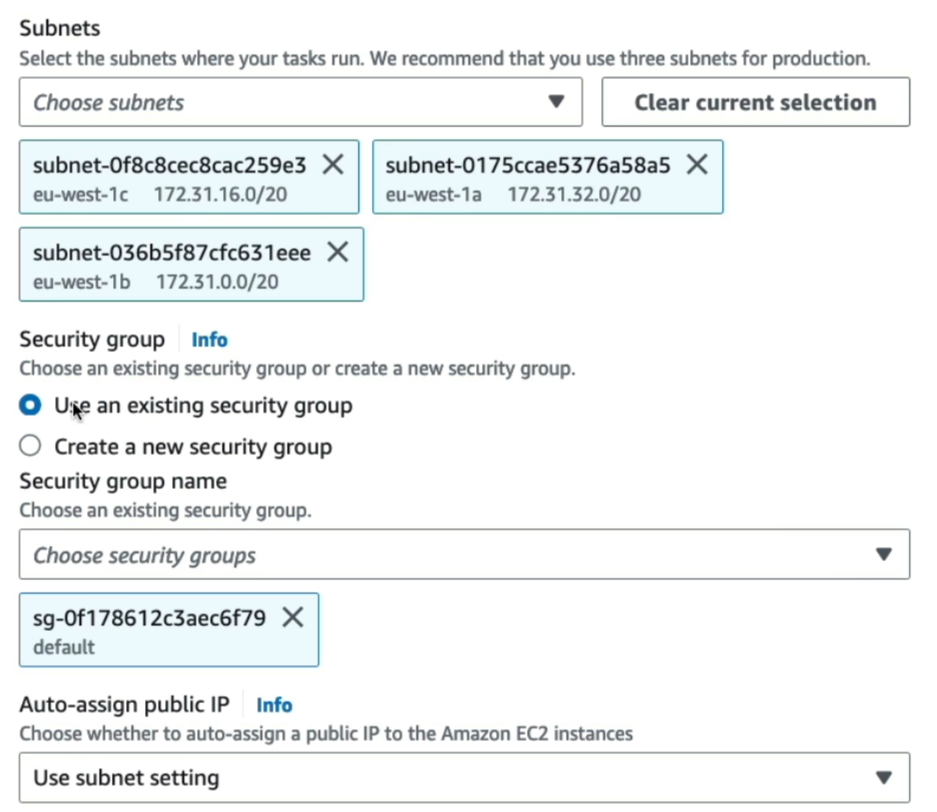 Subnets
Select the subnets where your tasks run. We recommend that you use three subnets for production.
Choose subnets
Clear current selection
subnet-0f8c8cec8cac259e3
eu-west-1c 172.31.16.0/20
subnet-0175ccae5376a58a5
eu-west-1a 172.31.32.0/20
subnet-036b5f87cfc631eee
eu-west-1b 172.31.0.0/20
Security group Info
Choose an existing security group or create a new security group.
Use an existing security group
Create a new security group
Security group name
Choose an existing security group.
Choose security groups
sg-0f178612c3aec6f79
default
Auto-assign public IP Info
Choose whether to auto-assign a public IP to the Amazon EC2 instances
Use subnet setting